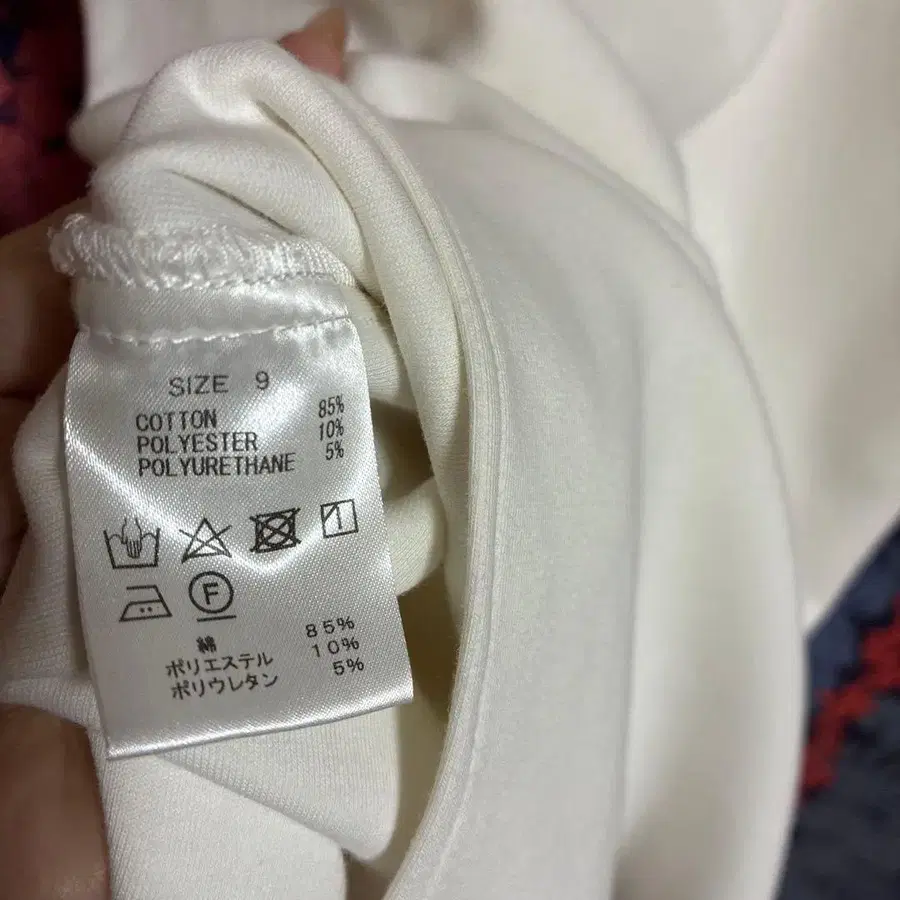 SIZE 9
COTTON 85%
POLYESTER 10%
POLYURETHANE 5%
F
綿 85%
ポリエステル 10%
ポリウレタン 5%